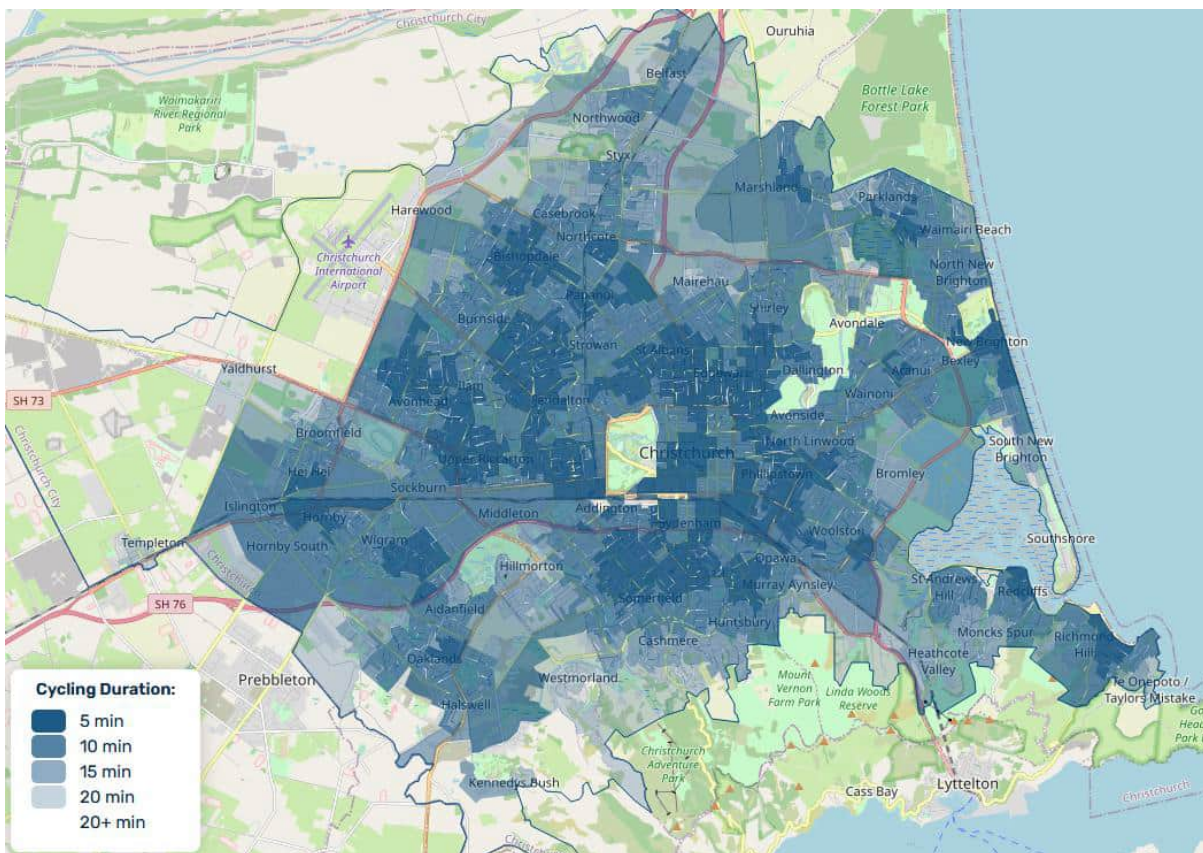 Christchurch City
Ouruhia
Belfast
Waimakariri
River Regional
Park
Bottle Lake
Forest Park
Northwood
Styx
Marshland
Parklands
Harewood
Casebrook
Waimairi Beach
Northcote
Christchurch
International
Airport
Bishopdale
North New
Brighton
Mairehau
Papanui
Shirley
Burnside
Avondale
Strowan
St Albans
New Brighton
Bexley
Yaldhurst
Edgeware
Dallington
Aranui
Ilam
SH 73
Avonhead
Fendalton
Wainoni
Avonside
Broomfield
Christchurch
North Linwood
South New
Brighton
Christchurch City
Hei Hei
Upper Riccarton
Phillipstown
Bromley
Sockburn
Islington
Hornby
Middleton
Addington
Sydenham
Woolston
Templeton
Hornby South
Wigram
Southshore
Hillmorton
Opawa
SH 76
Murray Aynsley
St Andrews
Hill
Redcliffs
Aidanfield
Somerfield
Huntsbury
Moncks Spur
Richmond
Hill
Cashmere
Oaklands
Heathcote
Valley
Prebbleton
Westmorland
Mount
Vernon
Farm Park
Linda Woods
Reserve
Te Onepoto /
Taylors Mistake
Halswell
Christchurch
Adventure
Park
Kennedys Bush
Cass Bay
Lyttelton
Christchurch
Cycling Duration:
5 min
10 min
15 min
20 min
20+ min